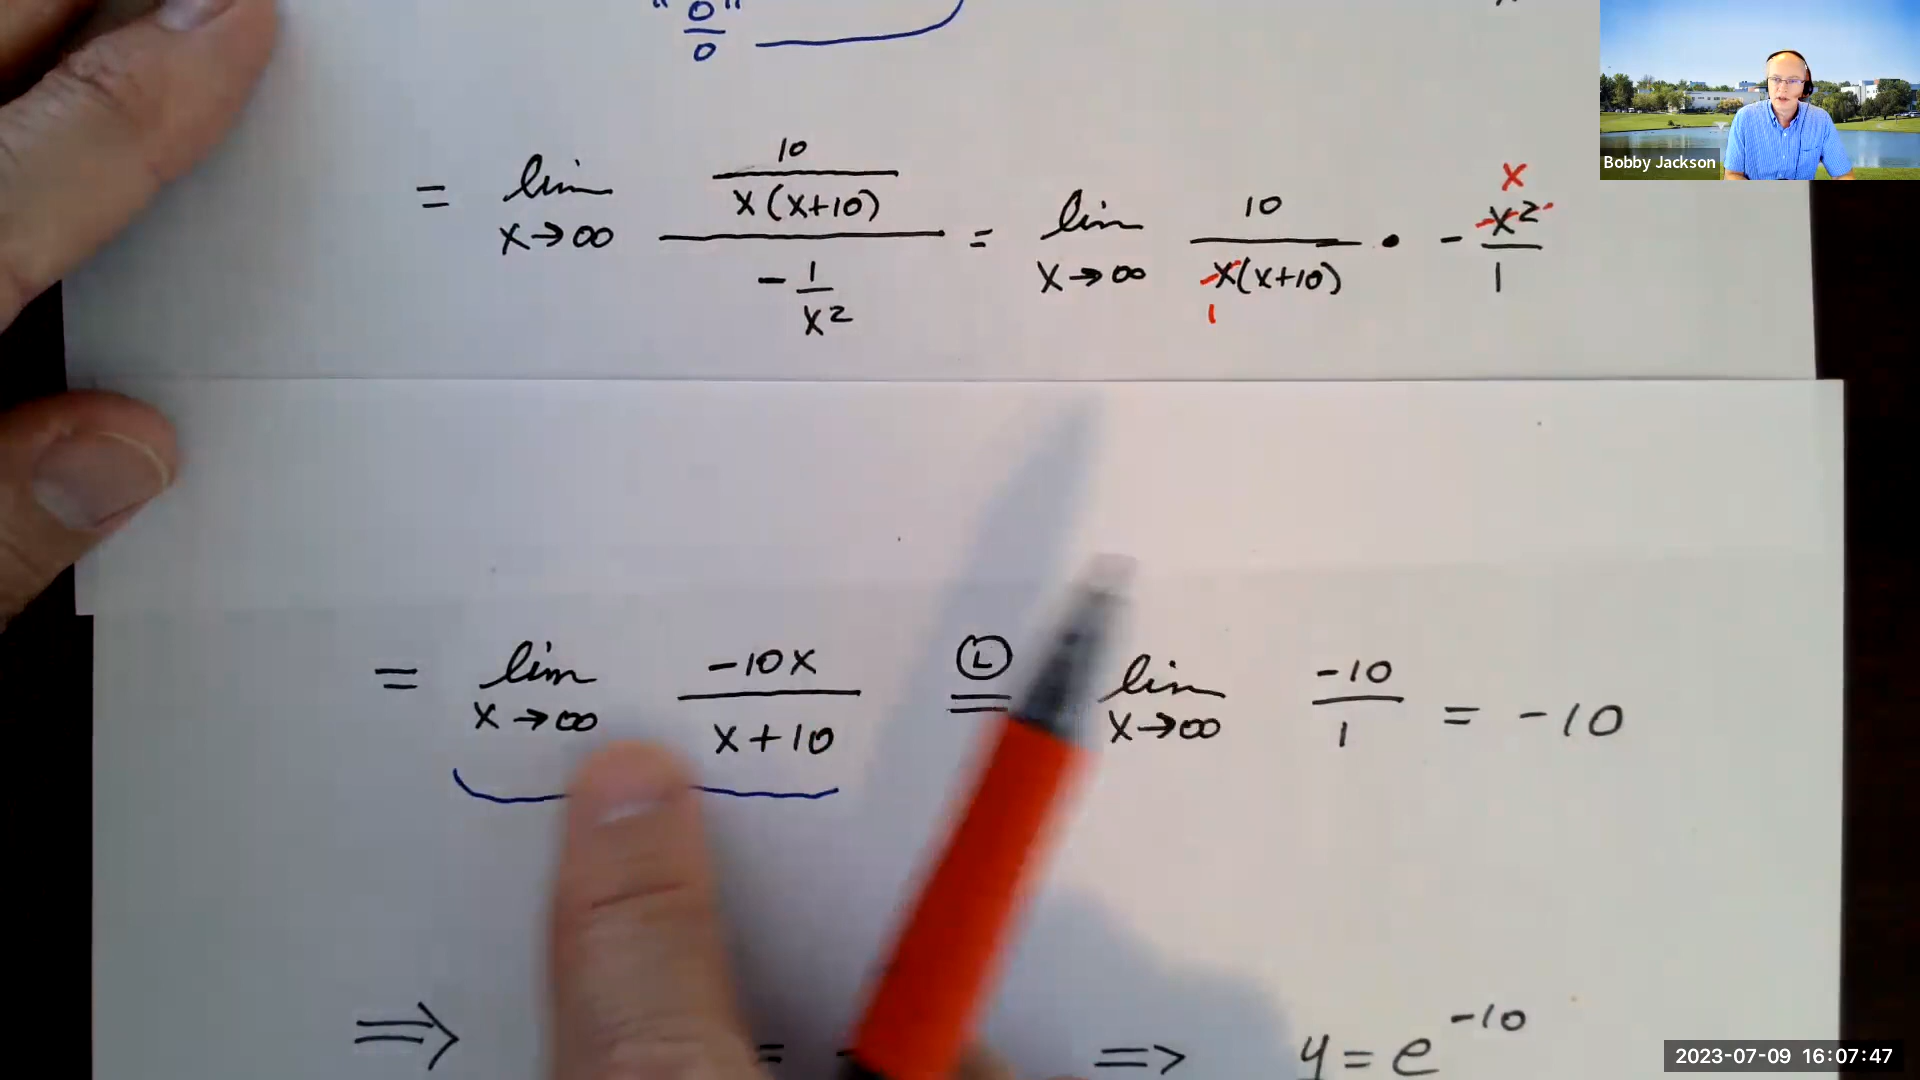 "0/0"
Bobby Jackson
= lim x→∞ (10/(x(x+10)))/(-1/x²) = lim x→∞ 10/(x(x+10)) • -x²/1
x
1
= lim x→∞ -10x/(x+10) Ⓛ= lim x→∞ -10/1 = -10
⇒ = ⇒ y = e⁻¹⁰
2023-07-09 16:07:47